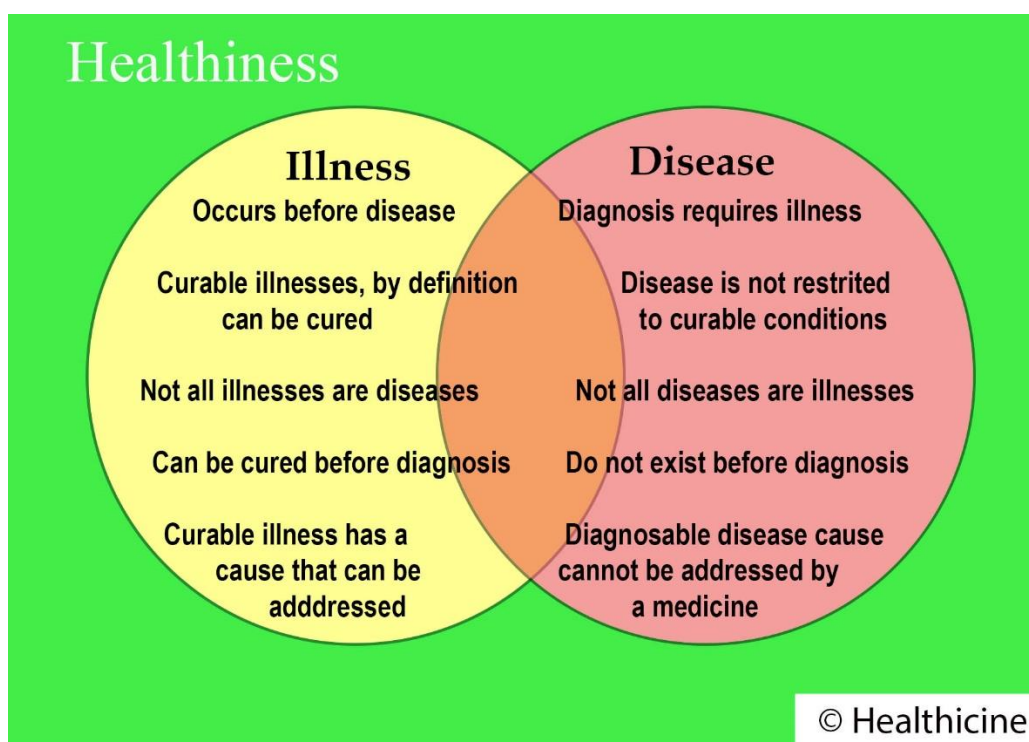 Healthiness
Illness
Occurs before disease
Curable illnesses, by definition
can be cured
Not all illnesses are diseases
Can be cured before diagnosis
Curable illness has a
cause that can be
adddressed
Disease
Diagnosis requires illness
Disease is not restrited
to curable conditions
Not all diseases are illnesses
Do not exist before diagnosis
Diagnosable disease cause
cannot be addressed by
a medicine
© Healthicine